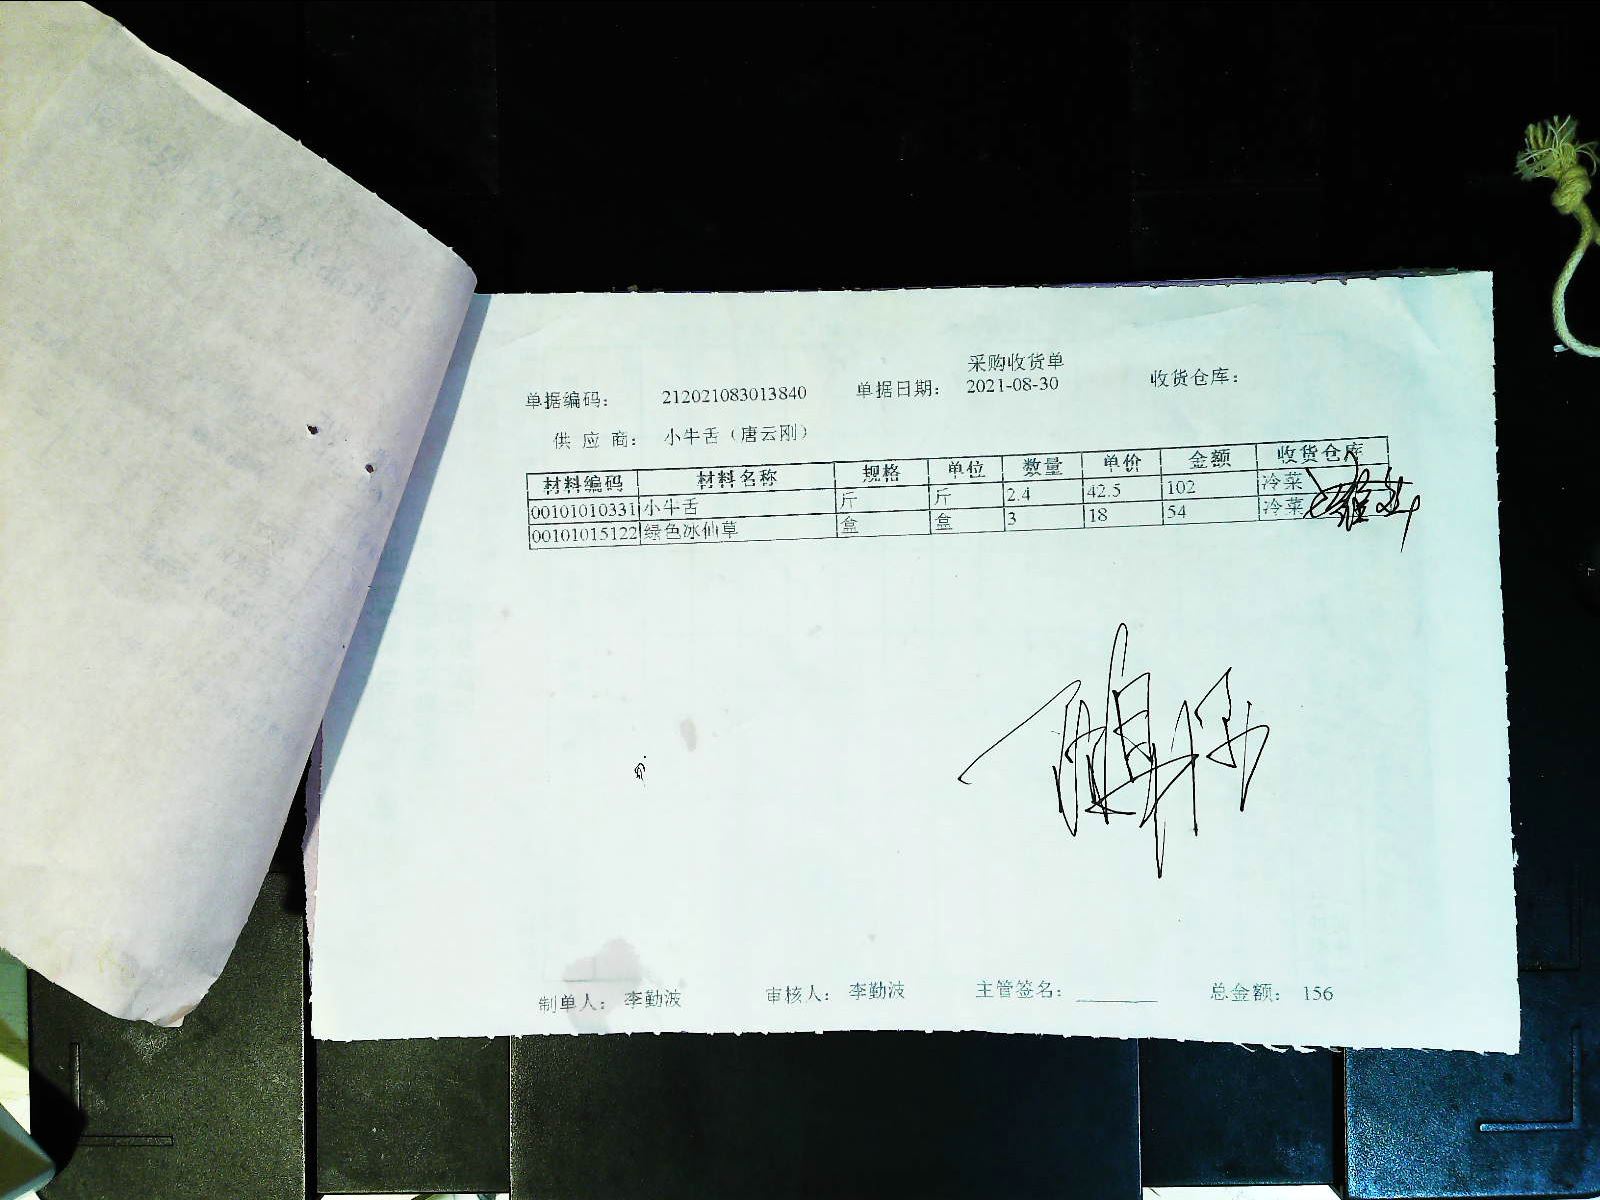 采购收货单
单据编码： 212021083013840 单据日期： 2021-08-30 收货仓库：
供 应 商： 小牛舌（唐云刚）
材料编码 材料名称 规格 单位 数量 单价 金额 收货仓库
00101010331 小牛舌 斤 斤 2.4 42.5 102 冷菜
00101015122 绿色冰仙草 盒 盒 3 18 54 冷菜
制单人： 李勤波 审核人： 李勤波 主管签名： 总金额： 156